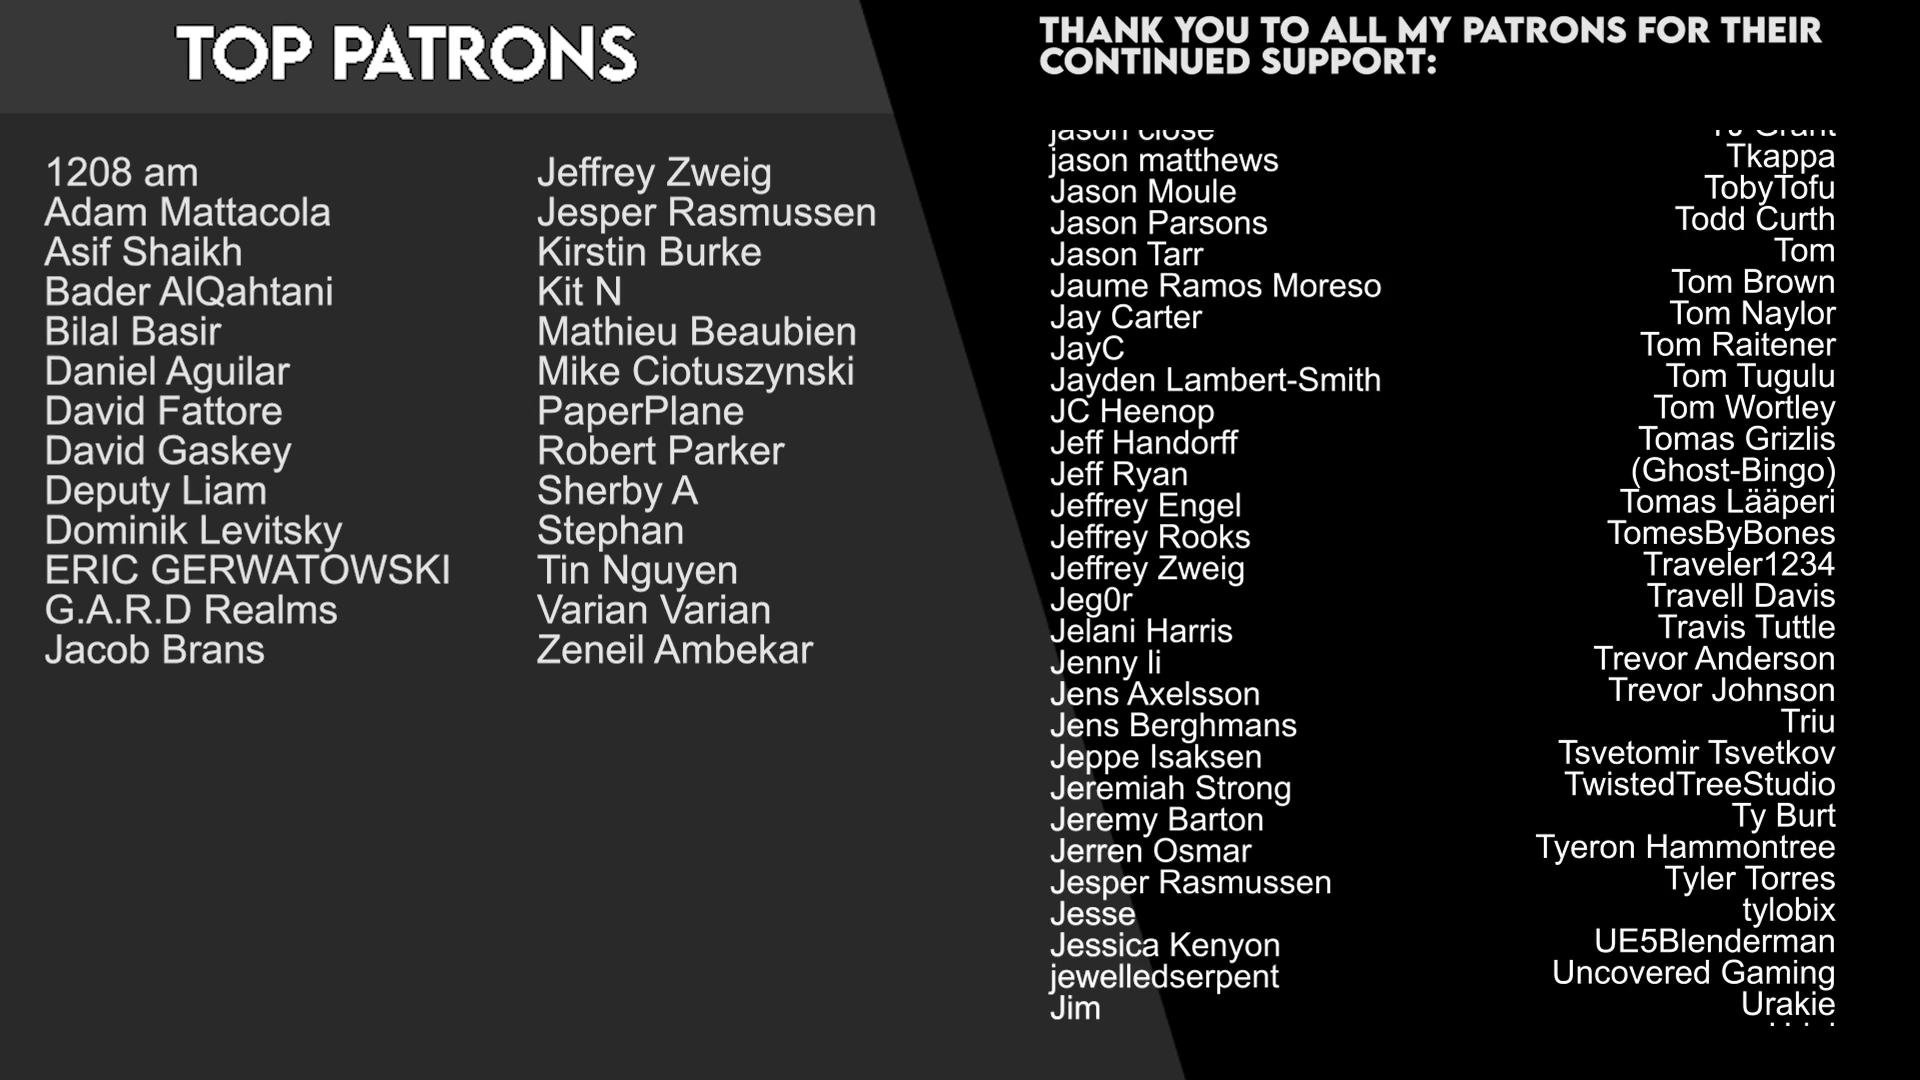 TOP PATRONS
1208 am
Adam Mattacola
Asif Shaikh
Bader AlQahtani
Bilal Basir
Daniel Aguilar
David Fattore
David Gaskey
Deputy Liam
Dominik Levitsky
ERIC GERWATOWSKI
G.A.R.D Realms
Jacob Brans
Jeffrey Zweig
Jesper Rasmussen
Kirstin Burke
Kit N
Mathieu Beaubien
Mike Ciotuszynski
PaperPlane
Robert Parker
Sherby A
Stephan
Tin Nguyen
Varian Varian
Zeneil Ambekar
THANK YOU TO ALL MY PATRONS FOR THEIR
CONTINUED SUPPORT:
jason close
jason matthews
Jason Moule
Jason Parsons
Jason Tarr
Jaume Ramos Moreso
Jay Carter
JayC
Jayden Lambert-Smith
JC Heenop
Jeff Handorff
Jeff Ryan
Jeffrey Engel
Jeffrey Rooks
Jeffrey Zweig
Jeg0r
Jelani Harris
Jenny li
Jens Axelsson
Jens Berghmans
Jeppe Isaksen
Jeremiah Strong
Jeremy Barton
Jerren Osmar
Jesper Rasmussen
Jesse
Jessica Kenyon
jewelledserpent
Jim
TJ Grant
Tkappa
TobyTofu
Todd Curth
Tom
Tom Brown
Tom Naylor
Tom Raitener
Tom Tugulu
Tom Wortley
Tomas Grizlis
(Ghost-Bingo)
Tomas Lääperi
TomesByBones
Traveler1234
Travell Davis
Travis Tuttle
Trevor Anderson
Trevor Johnson
Triu
Tsvetomir Tsvetkov
TwistedTreeStudio
Ty Burt
Tyeron Hammontree
Tyler Torres
tylobix
UE5Blenderman
Uncovered Gaming
Urakie